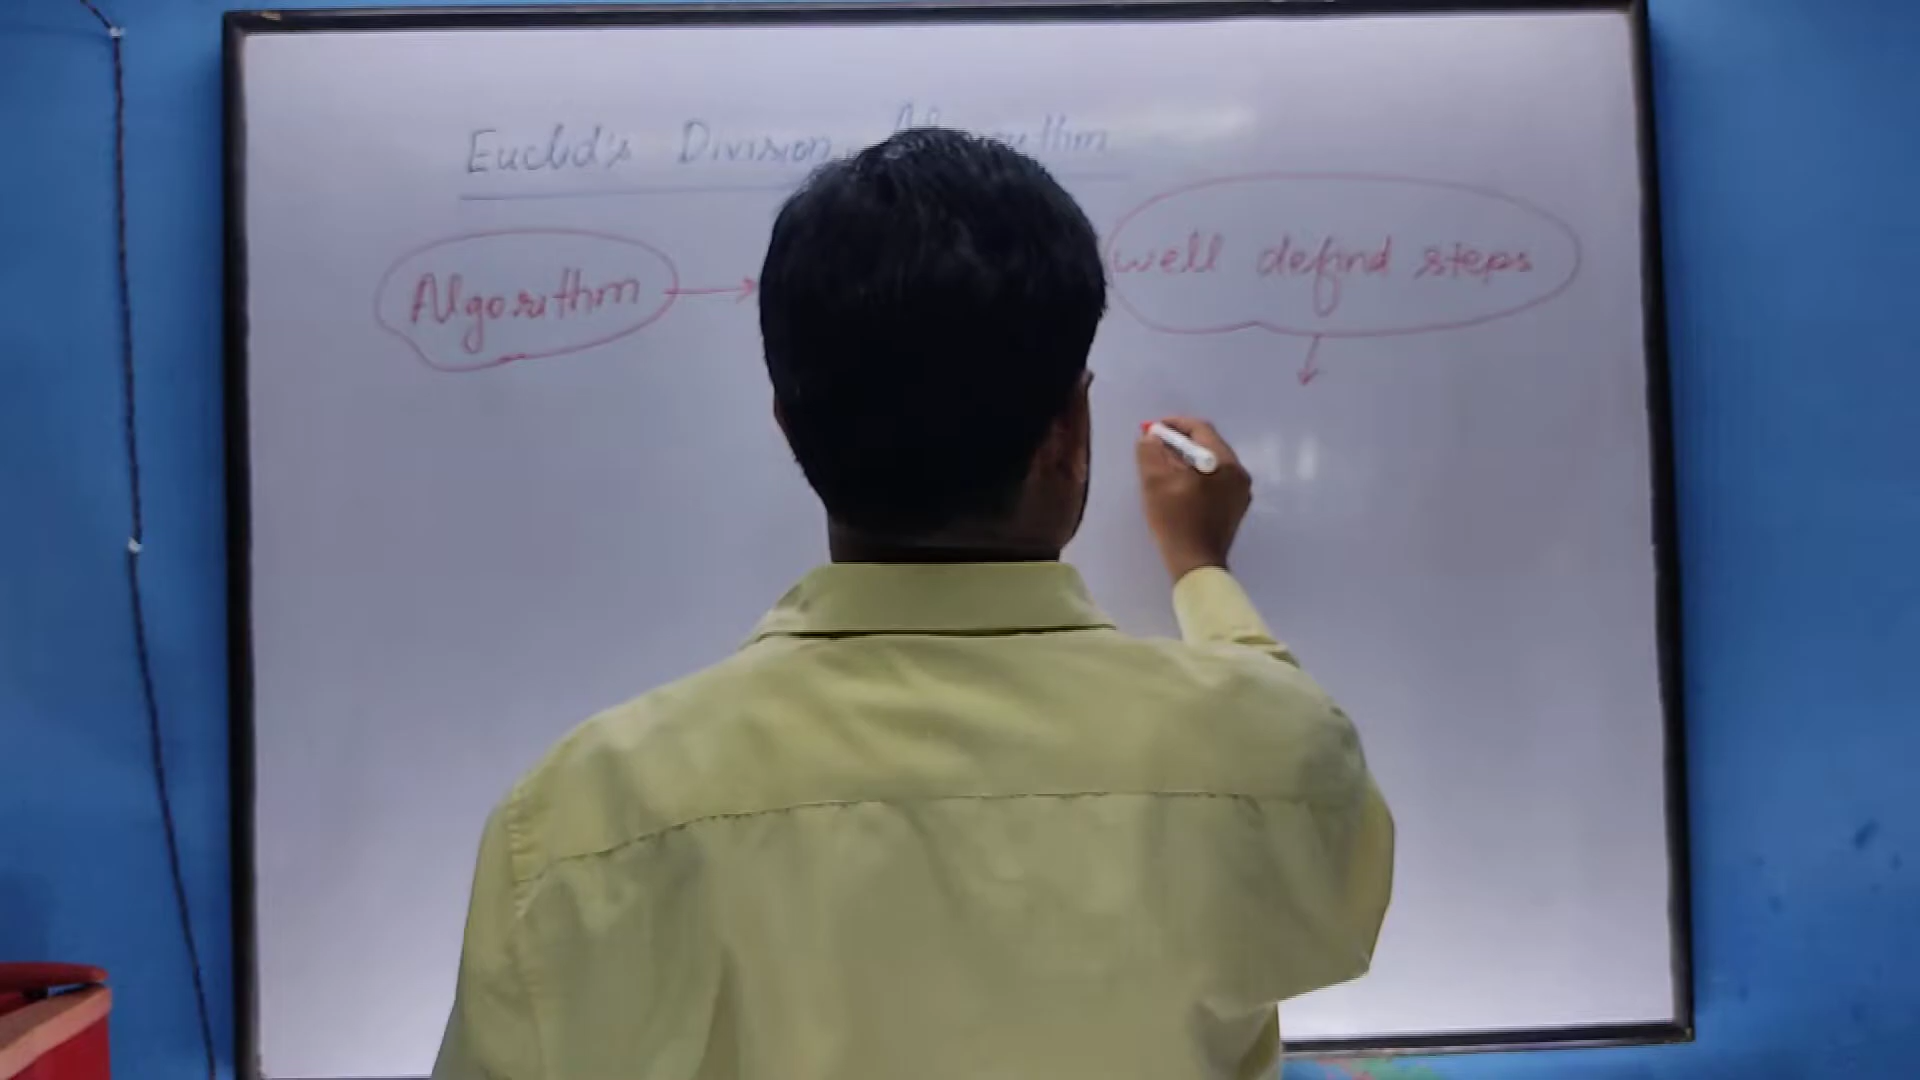 Euclid's Division Algorithm
Algorithm → well defind steps